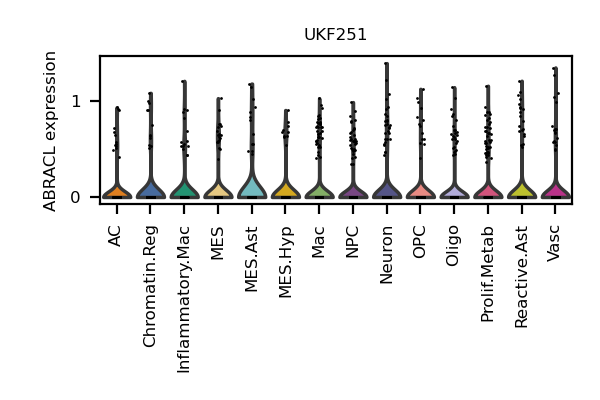 UKF251
ABRACL expression
1
0
AC
Chromatin.Reg
Inflammatory.Mac
MES
MES.Ast
MES.Hyp
Mac
NPC
Neuron
OPC
Oligo
Prolif.Metab
Reactive.Ast
Vasc